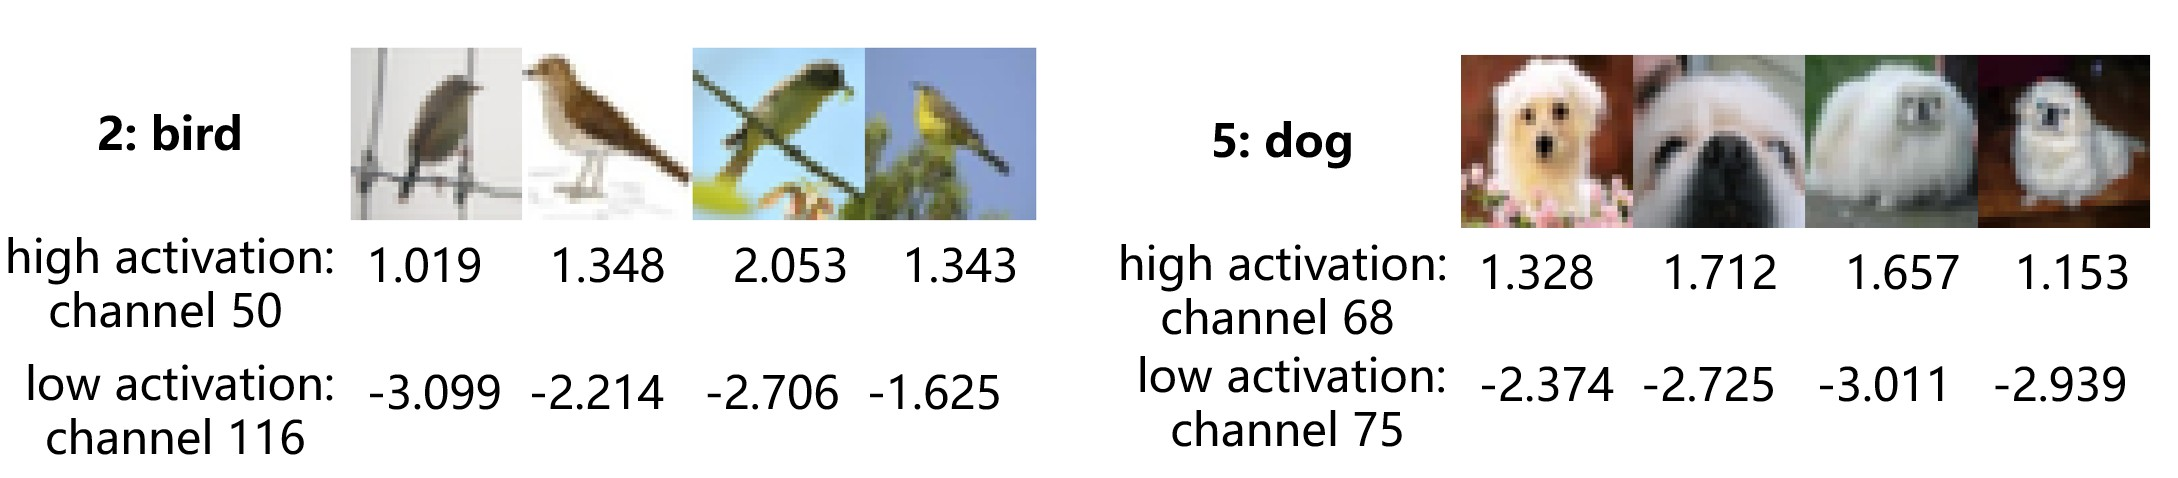 2: bird
high activation: 1.019 1.348 2.053 1.343
channel 50
low activation: -3.099 -2.214 -2.706 -1.625
channel 116
5: dog
high activation: 1.328 1.712 1.657 1.153
channel 68
low activation: -2.374 -2.725 -3.011 -2.939
channel 75